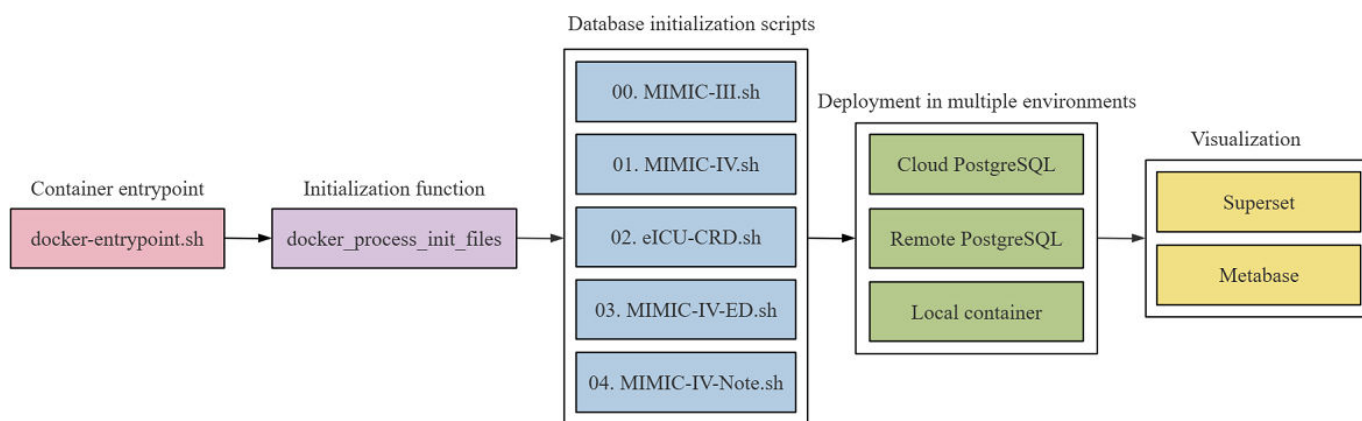 Container entrypoint
docker-entrypoint.sh
Initialization function
docker_process_init_files
Database initialization scripts
00. MIMIC-III.sh
01. MIMIC-IV.sh
02. eICU-CRD.sh
03. MIMIC-IV-ED.sh
04. MIMIC-IV-Note.sh
Deployment in multiple environments
Cloud PostgreSQL
Remote PostgreSQL
Local container
Visualization
Superset
Metabase